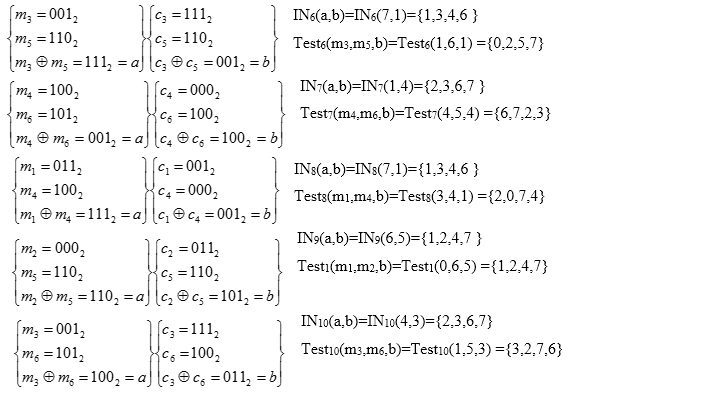 m₃ = 001₂ c₃ = 111₂ IN₆(a,b)=IN₆(7,1)={1,3,4,6 }
m₅ = 110₂ c₅ = 110₂ Test₆(m₃,m₅,b)=Test₆(1,6,1) ={0,2,5,7}
m₃ ⊕ m₅ = 111₂ = a c₃ ⊕ c₅ = 001₂ = b
m₄ = 100₂ c₄ = 000₂ IN₇(a,b)=IN₇(1,4)={2,3,6,7 }
m₆ = 101₂ c₆ = 100₂ Test₇(m₄,m₆,b)=Test₇(4,5,4) ={6,7,2,3}
m₄ ⊕ m₆ = 001₂ = a c₄ ⊕ c₆ = 100₂ = b
m₁ = 011₂ c₁ = 001₂ IN₈(a,b)=IN₈(7,1)={1,3,4,6 }
m₄ = 100₂ c₄ = 000₂ Test₈(m₁,m₄,b)=Test₈(3,4,1) ={2,0,7,4}
m₁ ⊕ m₄ = 111₂ = a c₁ ⊕ c₄ = 001₂ = b
m₂ = 000₂ c₂ = 011₂ IN₉(a,b)=IN₉(6,5)={1,2,4,7 }
m₅ = 110₂ c₅ = 110₂ Test₁(m₁,m₂,b)=Test₁(0,6,5) ={1,2,4,7}
m₂ ⊕ m₅ = 110₂ = a c₂ ⊕ c₅ = 101₂ = b
m₃ = 001₂ c₃ = 111₂ IN₁₀(a,b)=IN₁₀(4,3)={2,3,6,7}
m₆ = 101₂ c₆ = 100₂ Test₁₀(m₃,m₆,b)=Test₁₀(1,5,3) ={3,2,7,6}
m₃ ⊕ m₆ = 100₂ = a c₃ ⊕ c₆ = 011₂ = b